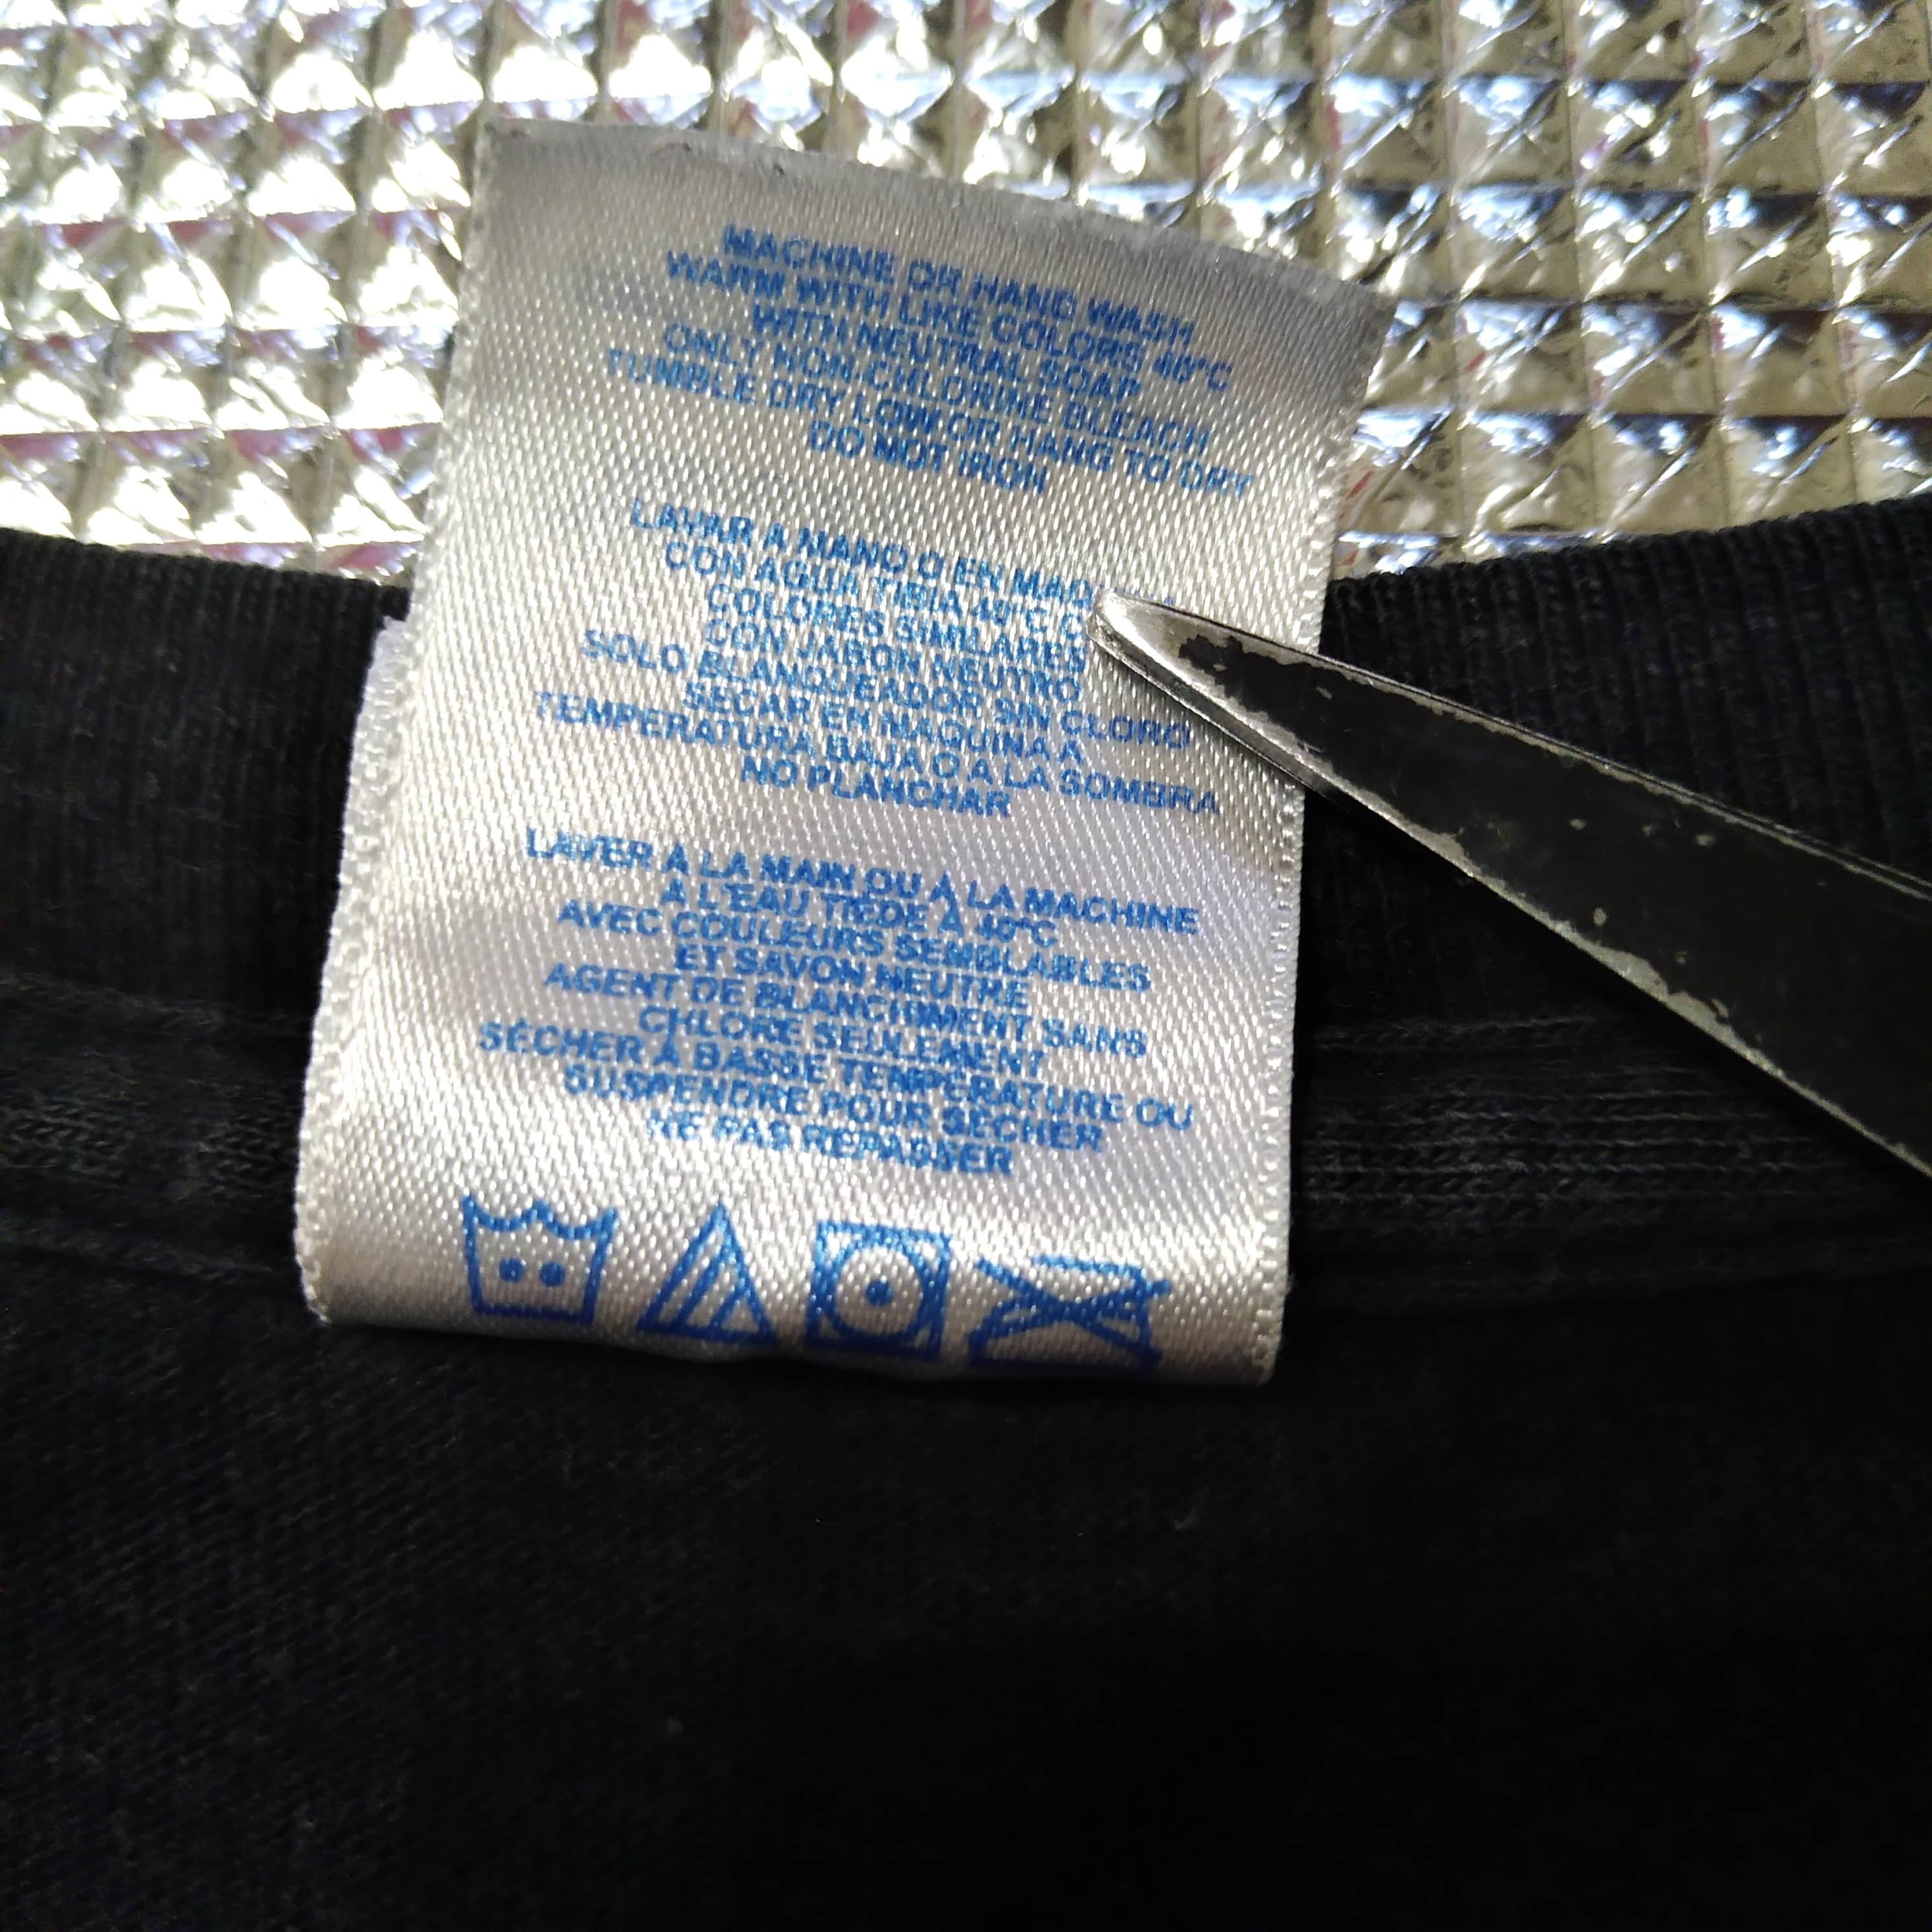 MACHINE OR HAND WASH
WARM WITH LIKE COLORS 40°C
WITH NEUTRAL SOAP
ONLY NON-CHLORINE BLEACH
TUMBLE DRY LOW OR HANG TO DRY
DO NOT IRON
LAVAR A MANO O EN
CON AGUA 40°C
COLORES SIMILARES
CON JABON NEUTRO
SOLO BLANQUEADOR SIN CLORO
SECAR EN MAQUINA A
TEMPERATURA BAJA O A LA SOMBRA
NO PLANCHAR
LAVER À LA MAIN OU À LA MACHINE
À L'EAU TIÈDE À 40°C
AVEC COULEURS SEMBLABLES
ET SAVON NEUTRE
AGENT DE BLANCHIMENT SANS
CHLORE SEULEMENT
SÉCHER À BASSE TEMPÉRATURE OU
SUSPENDRE POUR SÉCHER
PAS REPASSER